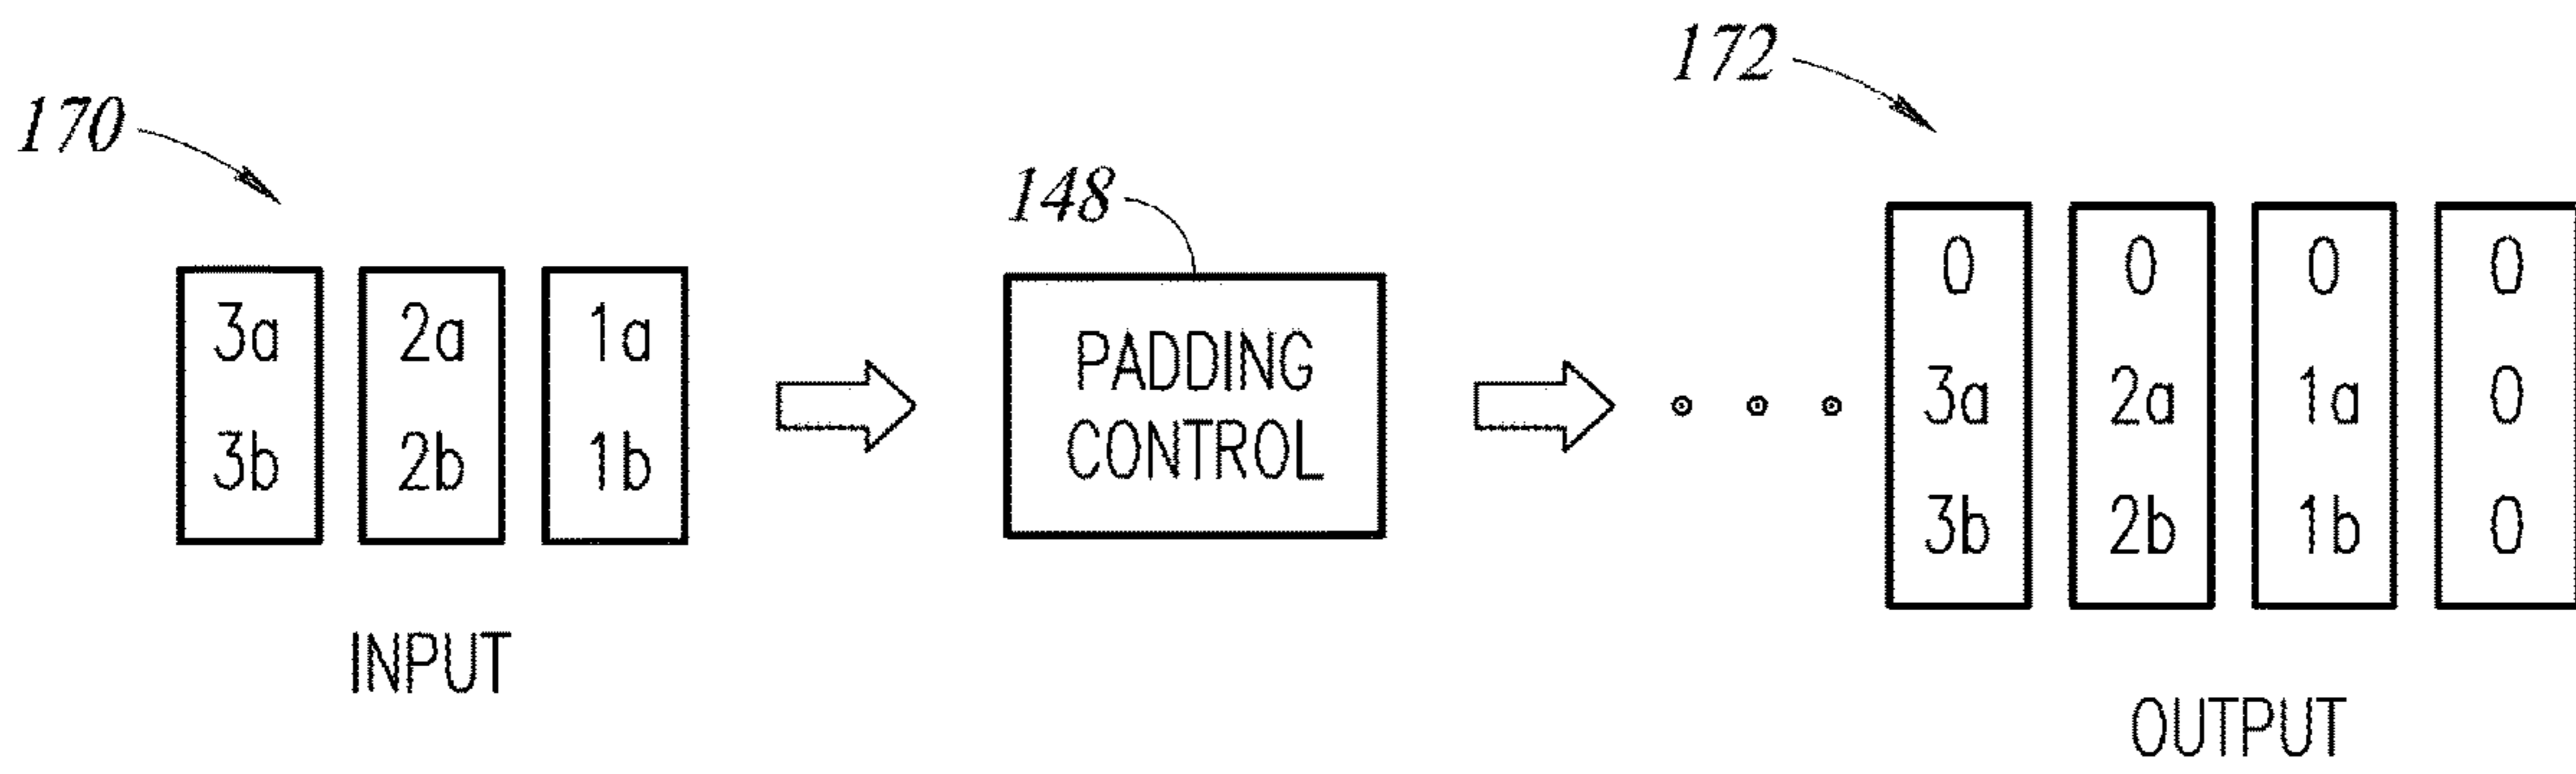 172
170
148
3a 2a 1a
3b 2b 1b
INPUT
PADDING
CONTROL
0 0 0 0
3a 2a 1a 0
3b 2b 1b 0
OUTPUT